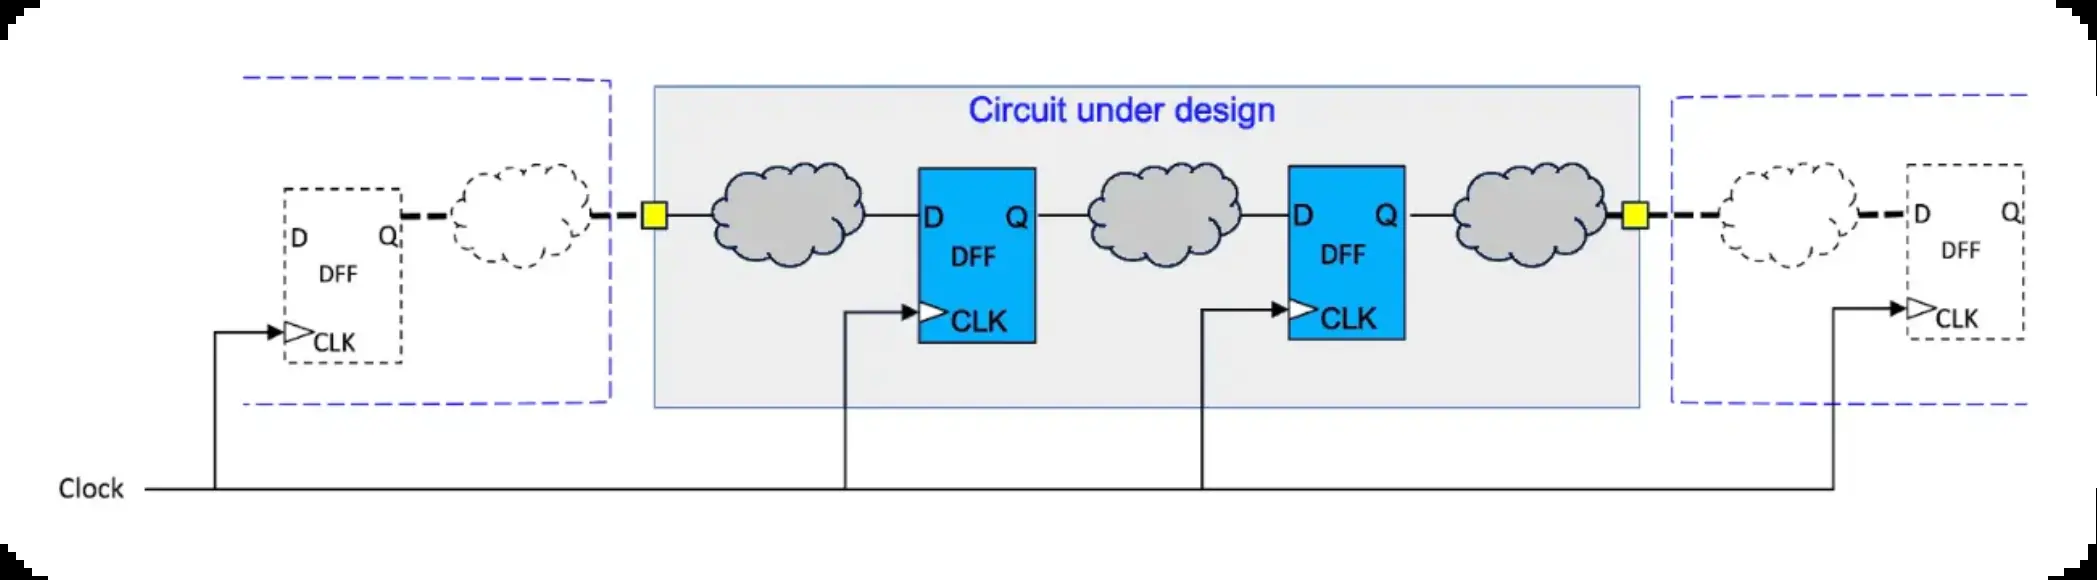 Circuit under design
D Q
DFF
CLK
D Q
DFF
CLK
D Q
DFF
CLK
D Q
DFF
CLK
Clock